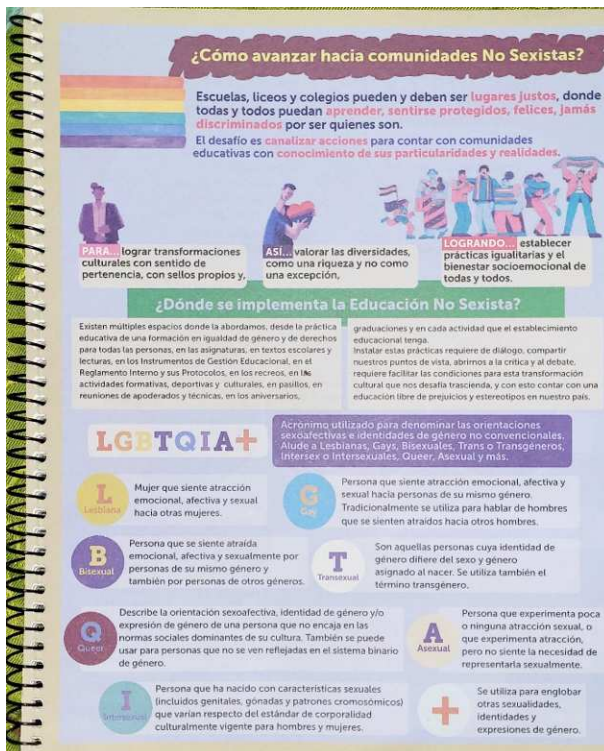 ¿Cómo avanzar hacia comunidades No Sexistas?
Escuelas, liceos y colegios pueden y deben ser lugares justos, donde
todas y todos puedan aprender, sentirse protegidos, felices, jamás
discriminados por ser quienes son.
El desafío es canalizar acciones para contar con comunidades
educativas con conocimiento de sus particularidades y realidades.
PARA... lograr transformaciones
culturales con sentido de
pertenencia, con sellos propios y,
ASÍ... valorar las diversidades,
como una riqueza y no como
una excepción,
LOGRANDO... establecer
prácticas igualitarias y el
bienestar socioemocional de
todas y todos.
¿Dónde se implementa la Educación No Sexista?
Existen múltiples espacios donde la abordamos, desde la práctica
educativa de una formación en igualdad de género y de derechos
para todas las personas, en las asignaturas, en textos escolares y
lecturas, en los Instrumentos de Gestión Educacional, en el
Reglamento Interno y sus Protocolos, en los recreos, en las
actividades formativas, deportivas y culturales, en pasillos, en
reuniones de apoderados y técnicas, en los aniversarios,
graduaciones y en cada actividad que el establecimiento
educacional tenga.
Instalar estas prácticas requiere de diálogo, compartir
nuestros puntos de vista, abrirnos a la crítica y al debate,
requiere facilitar las condiciones para esta transformación
cultural que nos desafía trascienda, y con esto contar con una
educación libre de prejuicios y estereotipos en nuestro país.
LGBTQIA+
Acrónimo utilizado para denominar las orientaciones
sexoafectivas e identidades de género no convencionales.
Alude a Lesbianas, Gays, Bisexuales, Trans o Transgéneros,
Intersex o Intersexuales, Queer, Asexual y más.
L
Lesbiana
Mujer que siente atracción
emocional, afectiva y sexual
hacia otras mujeres.
G
Gay
Persona que siente atracción emocional, afectiva y
sexual hacia personas de su mismo género.
Tradicionalmente se utiliza para hablar de hombres
que se sienten atraídos hacia otros hombres.
B
Bisexual
Persona que se siente atraída
emocional, afectiva y sexualmente por
personas de su mismo género y
también por personas de otros géneros.
T
Transexual
Son aquellas personas cuya identidad de
género difiere del sexo y género
asignado al nacer. Se utiliza también el
término transgénero.
Q
Queer
Describe la orientación sexoafectiva, identidad de género y/o
expresión de género de una persona que no encaja en las
normas sociales dominantes de su cultura. También se puede
usar para personas que no se ven reflejadas en el sistema binario
de género.
A
Asexual
Persona que experimenta poca
o ninguna atracción sexual, o
que experimenta atracción,
pero no siente la necesidad de
representarla sexualmente.
I
Intersexual
Persona que ha nacido con características sexuales
(incluidos genitales, gónadas y patrones cromosómicos)
que varían respecto del estándar de corporalidad
culturalmente vigente para hombres y mujeres.
+
Se utiliza para englobar
otras sexualidades,
identidades y
expresiones de género.